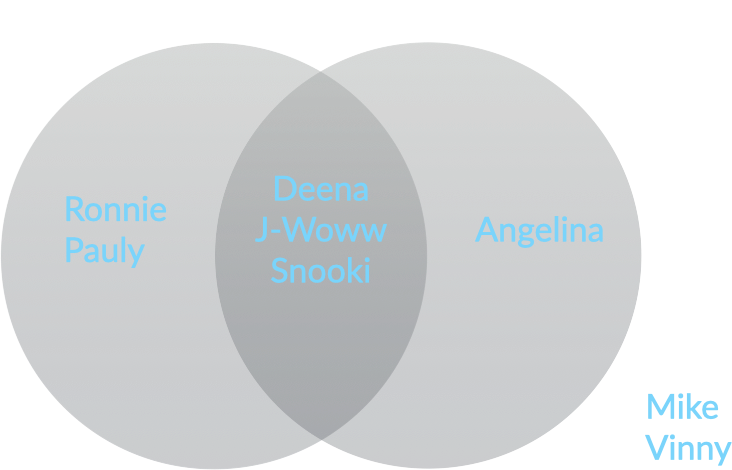 Ronnie
Pauly
Deena
J-Woww
Snooki
Angelina
Mike
Vinny